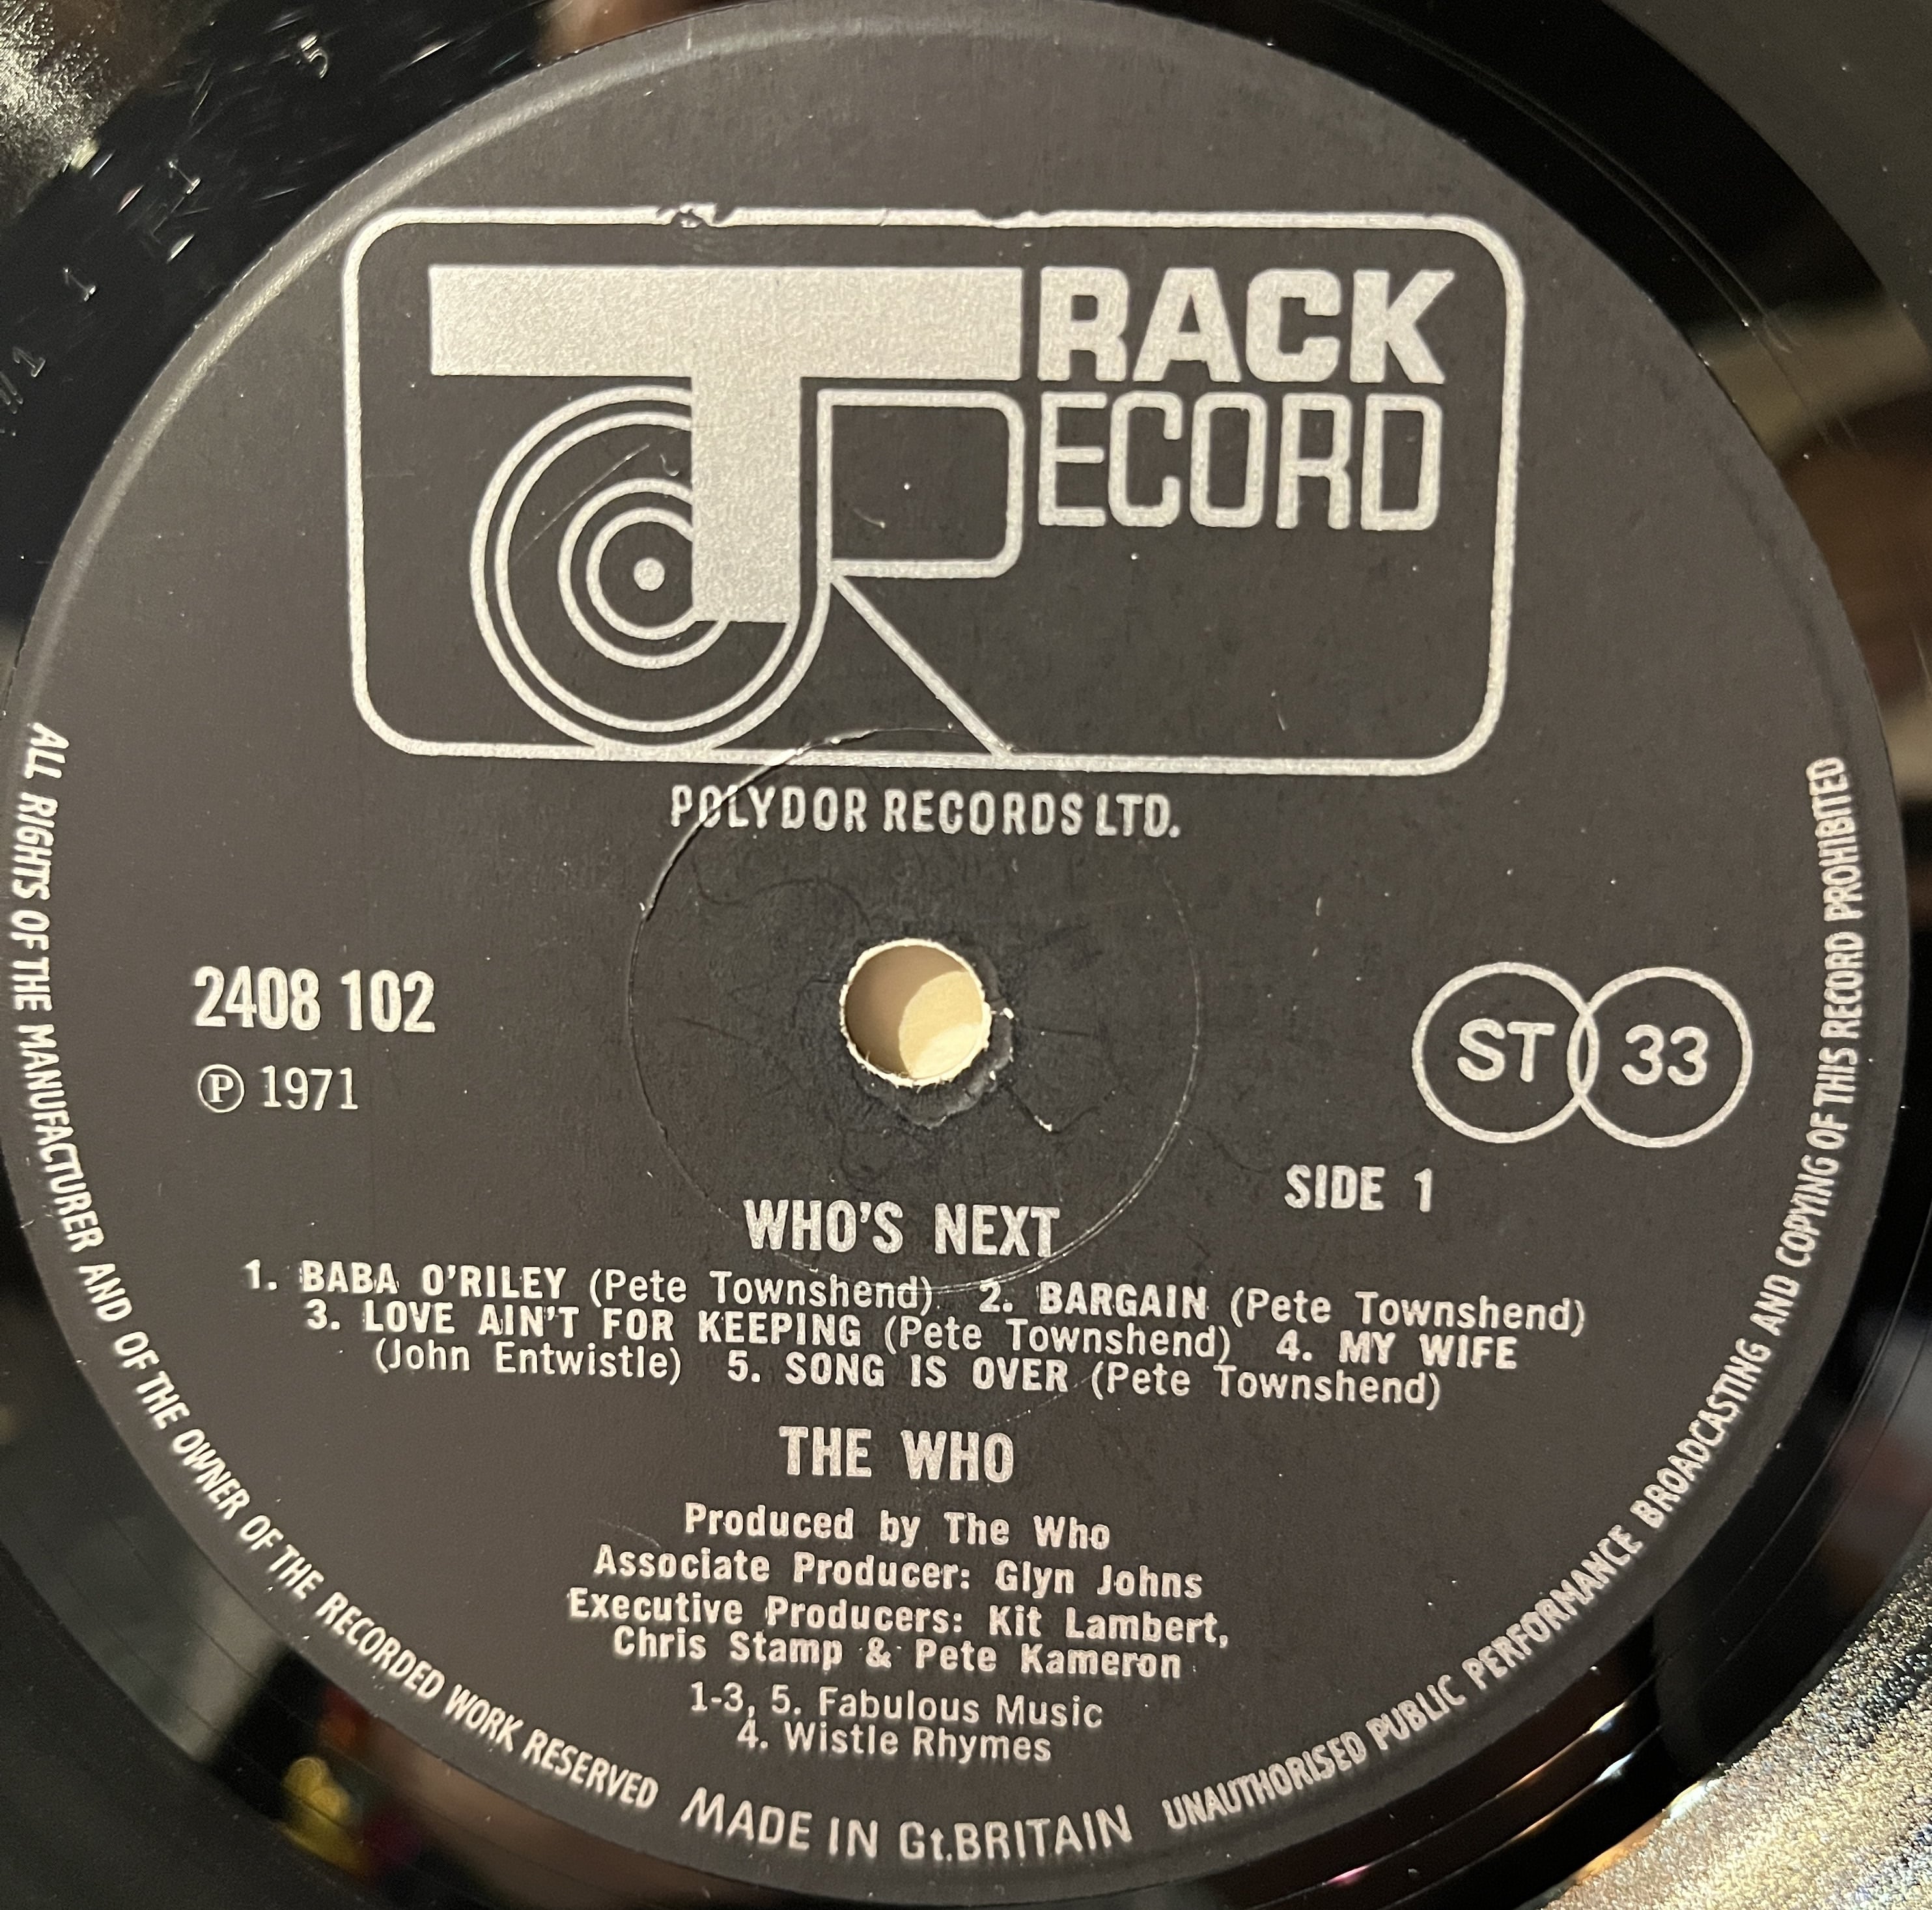 TRACK
RECORD
POLYDOR RECORDS LTD.
2408 102
℗ 1971
ST 33
SIDE 1
WHO'S NEXT
1. BABA O'RILEY (Pete Townshend) 2. BARGAIN (Pete Townshend)
3. LOVE AIN'T FOR KEEPING (Pete Townshend) 4. MY WIFE
(John Entwistle) 5. SONG IS OVER (Pete Townshend)
THE WHO
Produced by The Who
Associate Producer: Glyn Johns
Executive Producers: Kit Lambert,
Chris Stamp & Pete Kameron
1-3, 5. Fabulous Music
4. Wistle Rhymes
ALL RIGHTS OF THE MANUFACTURER AND OF THE OWNER OF THE RECORDED WORK RESERVED MADE IN Gt.BRITAIN UNAUTHORISED PUBLIC PERFORMANCE BROADCASTING AND COPYING OF THIS RECORD PROHIBITED